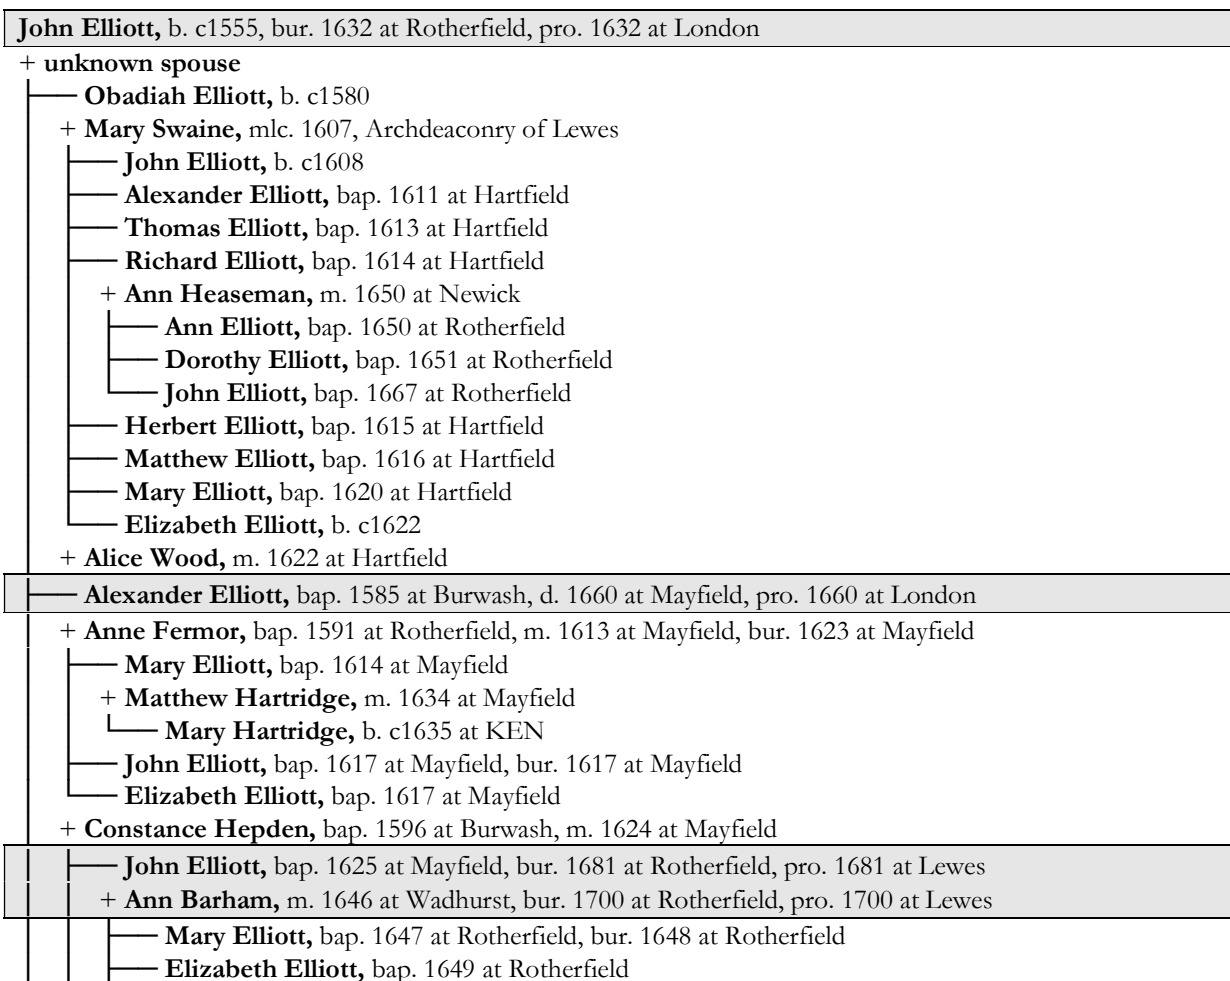 John Elliott, b. c1555, bur. 1632 at Rotherfield, pro. 1632 at London
+ unknown spouse
Obadiah Elliott, b. c1580
+ Mary Swaine, mlc. 1607, Archdeaconry of Lewes
John Elliott, b. c1608
Alexander Elliott, bap. 1611 at Hartfield
Thomas Elliott, bap. 1613 at Hartfield
Richard Elliott, bap. 1614 at Hartfield
+ Ann Heaseman, m. 1650 at Newick
Ann Elliott, bap. 1650 at Rotherfield
Dorothy Elliott, bap. 1651 at Rotherfield
John Elliott, bap. 1667 at Rotherfield
Herbert Elliott, bap. 1615 at Hartfield
Matthew Elliott, bap. 1616 at Hartfield
Mary Elliott, bap. 1620 at Hartfield
Elizabeth Elliott, b. c1622
+ Alice Wood, m. 1622 at Hartfield
Alexander Elliott, bap. 1585 at Burwash, d. 1660 at Mayfield, pro. 1660 at London
+ Anne Fermor, bap. 1591 at Rotherfield, m. 1613 at Mayfield, bur. 1623 at Mayfield
Mary Elliott, bap. 1614 at Mayfield
+ Matthew Hartridge, m. 1634 at Mayfield
Mary Hartridge, b. c1635 at KEN
John Elliott, bap. 1617 at Mayfield, bur. 1617 at Mayfield
Elizabeth Elliott, bap. 1617 at Mayfield
+ Constance Hepden, bap. 1596 at Burwash, m. 1624 at Mayfield
John Elliott, bap. 1625 at Mayfield, bur. 1681 at Rotherfield, pro. 1681 at Lewes
+ Ann Barham, m. 1646 at Wadhurst, bur. 1700 at Rotherfield, pro. 1700 at Lewes
Mary Elliott, bap. 1647 at Rotherfield, bur. 1648 at Rotherfield
Elizabeth Elliott, bap. 1649 at Rotherfield